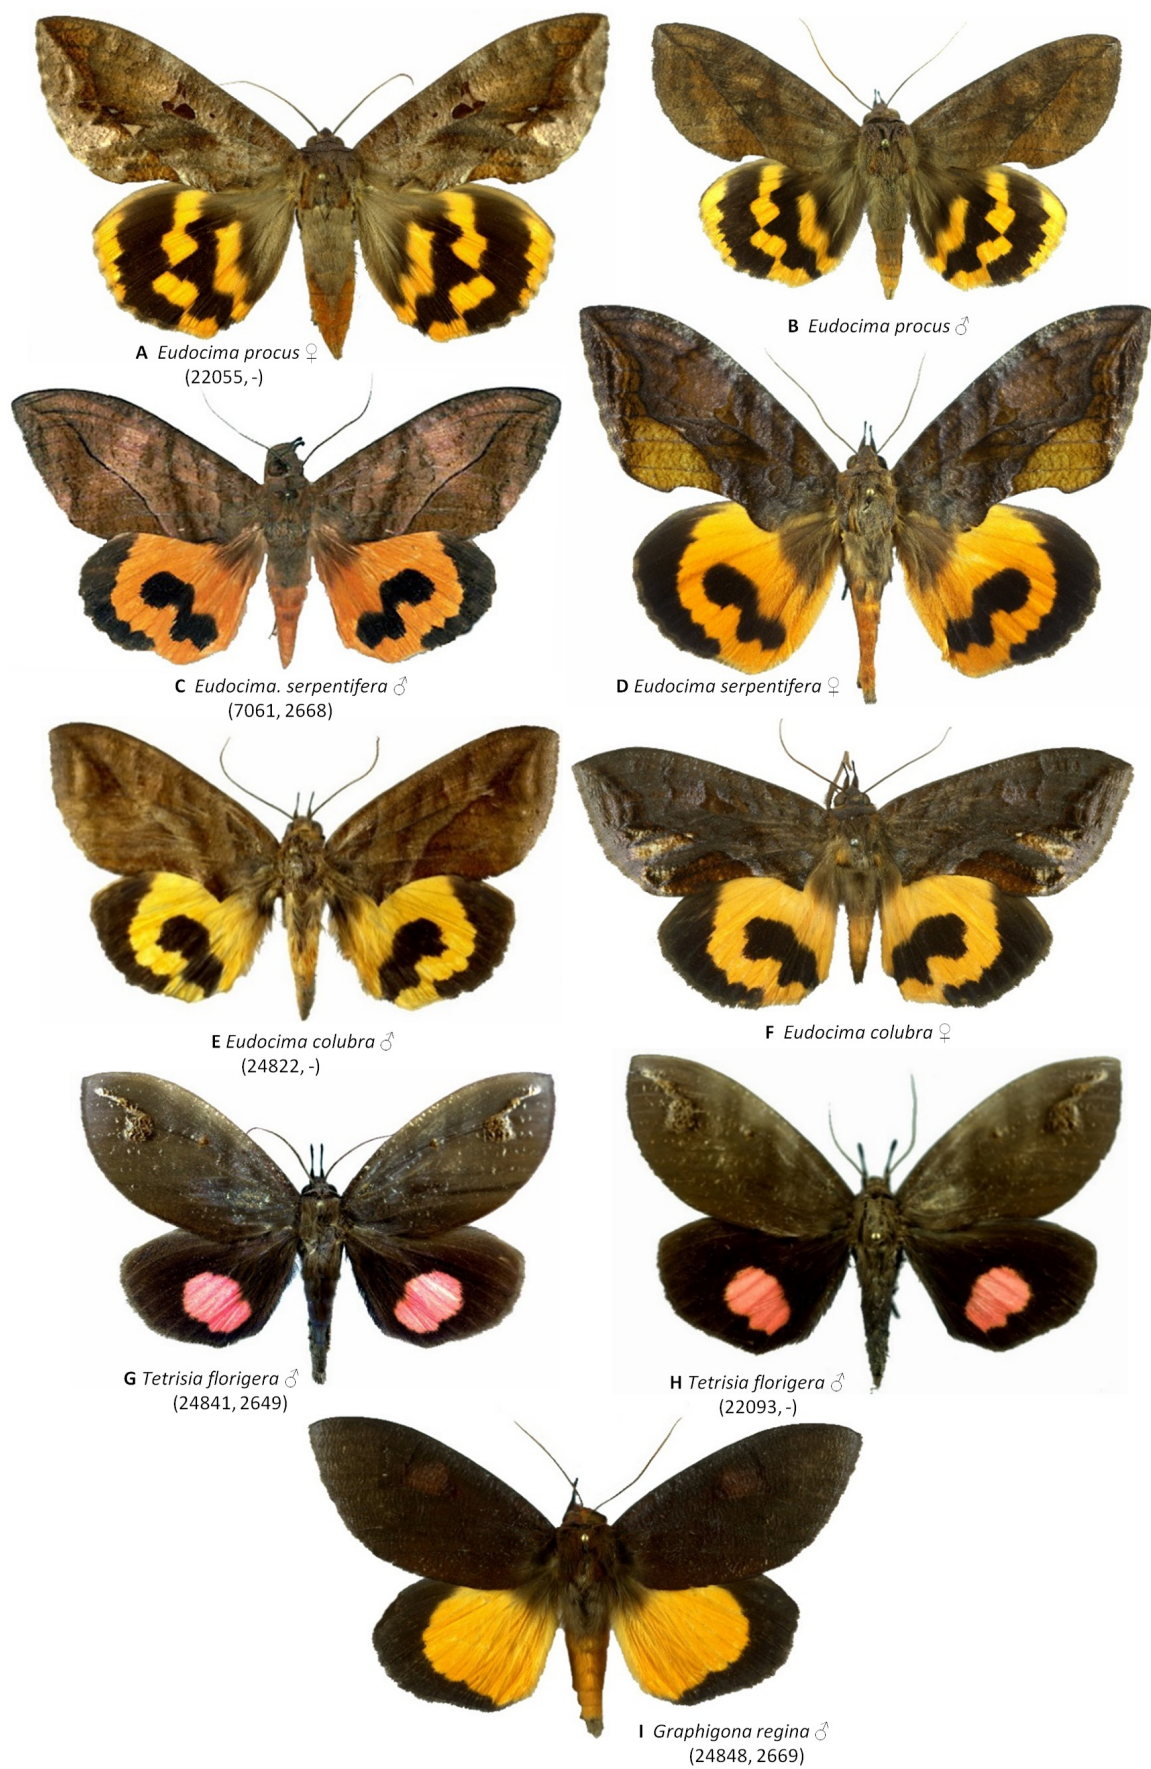 A Eudocima procus ♀
(22055, -)
B Eudocima procus ♂
C Eudocima. serpentifera ♂
(7061, 2668)
D Eudocima serpentifera ♀
E Eudocima colubra ♂
(24822, -)
F Eudocima colubra ♀
G Tetrisia florigera ♂
(24841, 2649)
H Tetrisia florigera ♂
(22093, -)
I Graphigona regina ♂
(24848, 2669)